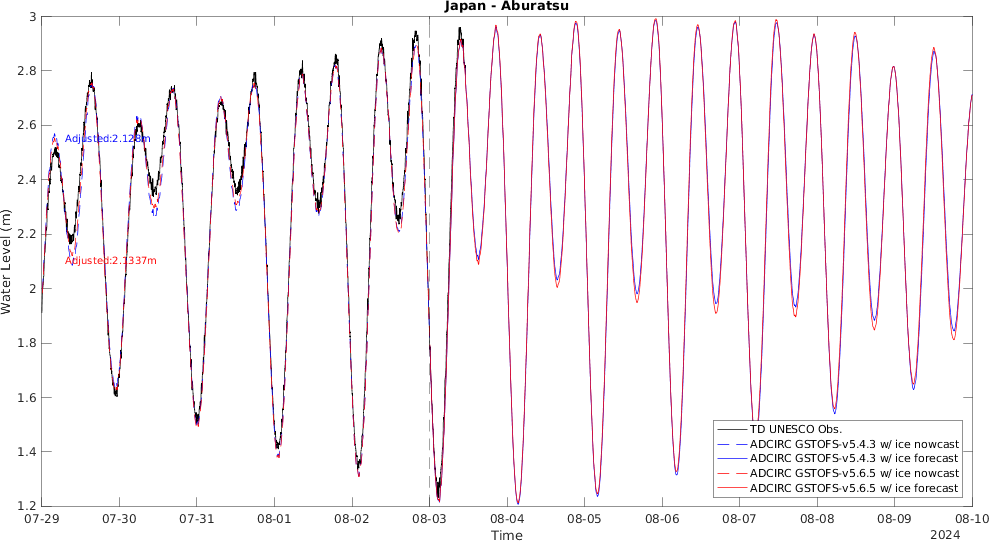 Japan - Aburatsu
Water Level (m)
3
2.8
2.6
2.4
2.2
2
1.8
1.6
1.4
1.2
Adjusted:2.128m
Adjusted:2.1337m
TD UNESCO Obs.
ADCIRC GSTOFS-v5.4.3 w/ ice nowcast
ADCIRC GSTOFS-v5.4.3 w/ ice forecast
ADCIRC GSTOFS-v5.6.5 w/ ice nowcast
ADCIRC GSTOFS-v5.6.5 w/ ice forecast
07-29 07-30 07-31 08-01 08-02 08-03 08-04 08-05 08-06 08-07 08-08 08-09 08-10
Time
2024